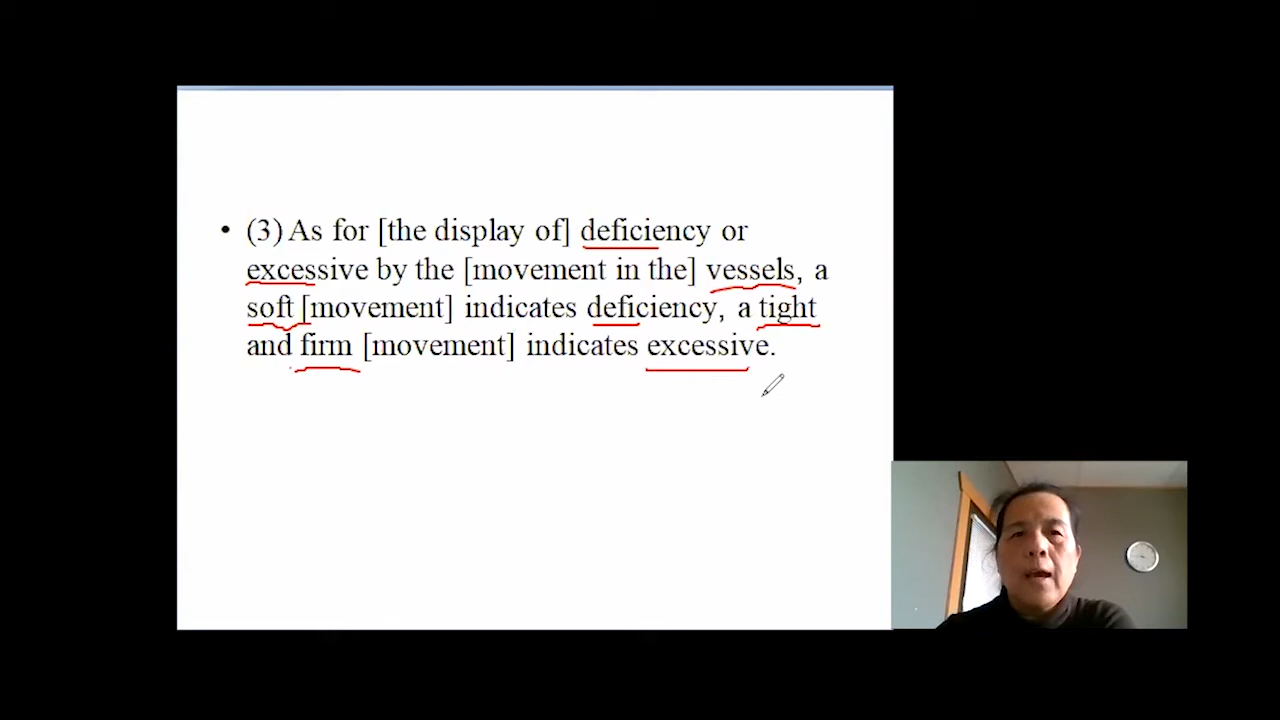 • (3) As for [the display of] deficiency or
excessive by the [movement in the] vessels, a
soft [movement] indicates deficiency, a tight
and firm [movement] indicates excessive.